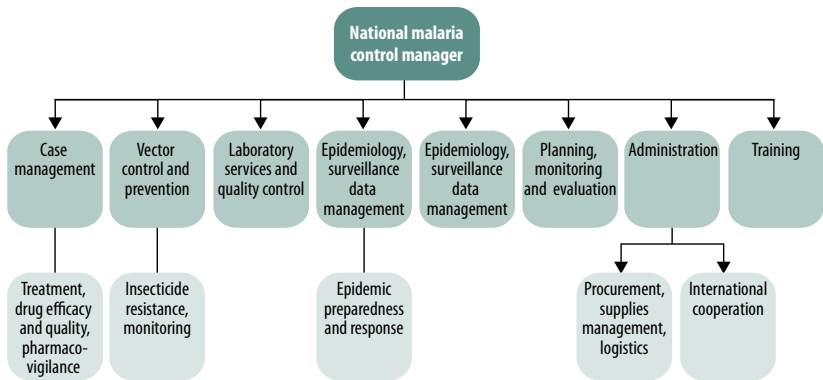 National malaria
control manager
Case
management
Vector
control and
prevention
Laboratory
services and
quality control
Epidemiology,
surveillance
data
management
Epidemiology,
surveillance
data
management
Planning,
monitoring
and evaluation
Administration
Training
Treatment,
drug efficacy
and quality,
pharmaco-
vigilance
Insecticide
resistance,
monitoring
Epidemic
preparedness
and response
Procurement,
supplies
management,
logistics
International
cooperation